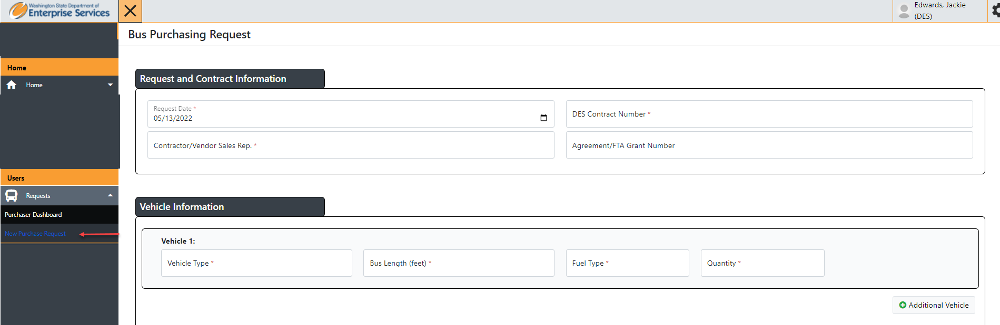 Washington State Department of
Enterprise Services
Edwards, Jackie
(DES)
Bus Purchasing Request
Home
Home
Users
Requests
Purchaser Dashboard
New Purchase Request
Request and Contract Information
Request Date *
05/13/2022
DES Contract Number *
Contractor/Vendor Sales Rep. *
Agreement/FTA Grant Number
Vehicle Information
Vehicle 1:
Vehicle Type *
Bus Length (feet) *
Fuel Type *
Quantity *
Additional Vehicle